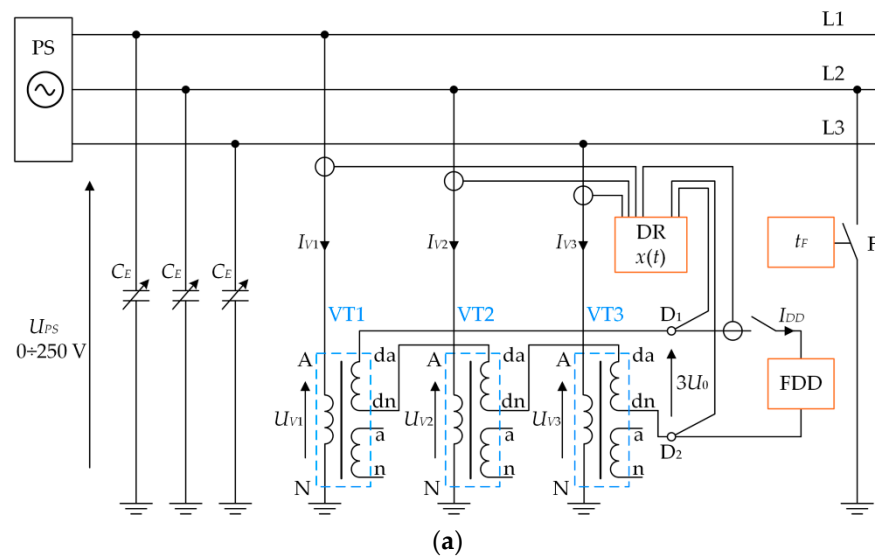 PS
L1
L2
L3
U_PS
0÷250 V
C_E
C_E
C_E
I_V1
I_V2
I_V3
DR
x(t)
t_F
F
VT1
VT2
VT3
D₁
I_DD
A
da
A
da
A
da
U_V1
dn
U_V2
dn
U_V3
dn
3U₀
FDD
a
a
a
D₂
N
n
N
n
N
n
(a)